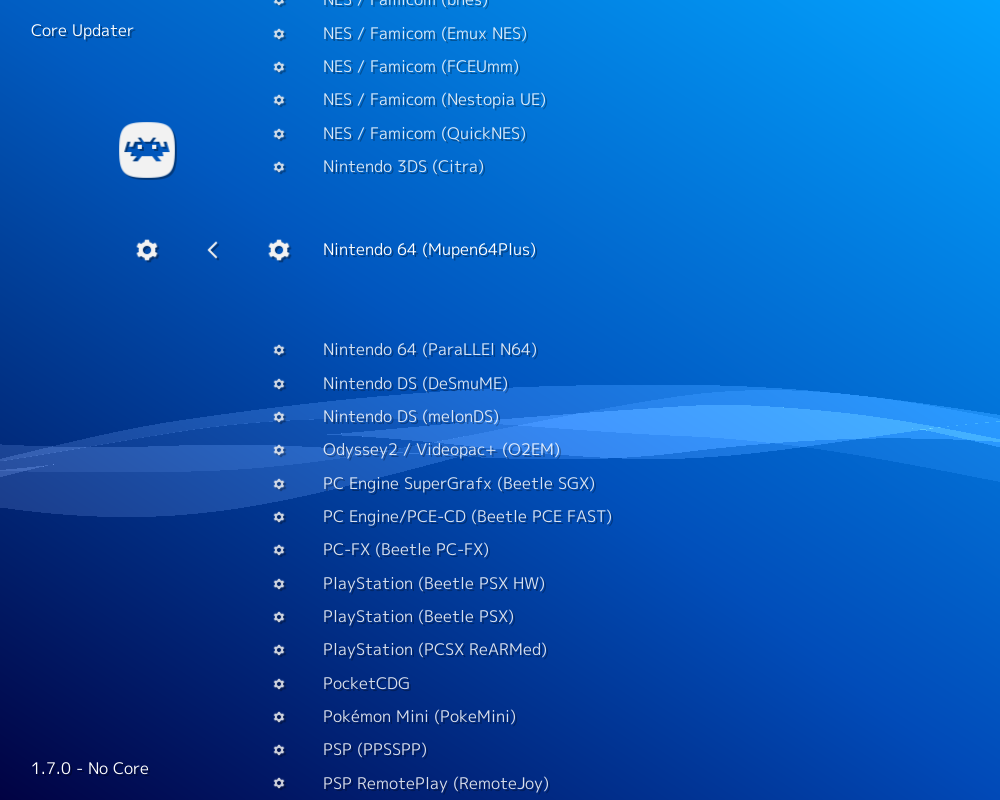 Core Updater
NES / Famicom (bnes)
NES / Famicom (Emux NES)
NES / Famicom (FCEUmm)
NES / Famicom (Nestopia UE)
NES / Famicom (QuickNES)
Nintendo 3DS (Citra)
Nintendo 64 (Mupen64Plus)
Nintendo 64 (ParaLLEl N64)
Nintendo DS (DeSmuME)
Nintendo DS (melonDS)
Odyssey2 / Videopac+ (O2EM)
PC Engine SuperGrafx (Beetle SGX)
PC Engine/PCE-CD (Beetle PCE FAST)
PC-FX (Beetle PC-FX)
PlayStation (Beetle PSX HW)
PlayStation (Beetle PSX)
PlayStation (PCSX ReARMed)
PocketCDG
Pokémon Mini (PokeMini)
PSP (PPSSPP)
PSP RemotePlay (RemoteJoy)
1.7.0 - No Core